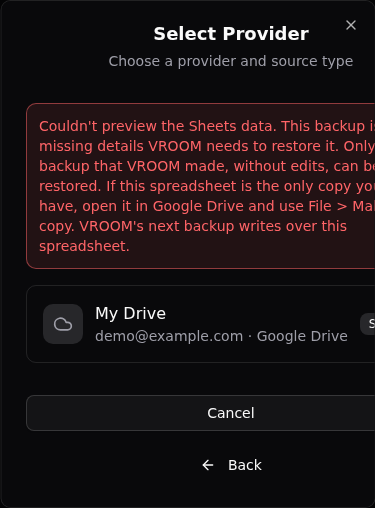 Select Provider
Choose a provider and source type
Couldn't preview the Sheets data. This backup is
missing details VROOM needs to restore it. Only
backup that VROOM made, without edits, can be
restored. If this spreadsheet is the only copy you
have, open it in Google Drive and use File >
copy. VROOM's next backup writes over this
spreadsheet.
My Drive
demo@example.com · Google Drive
Cancel
Back